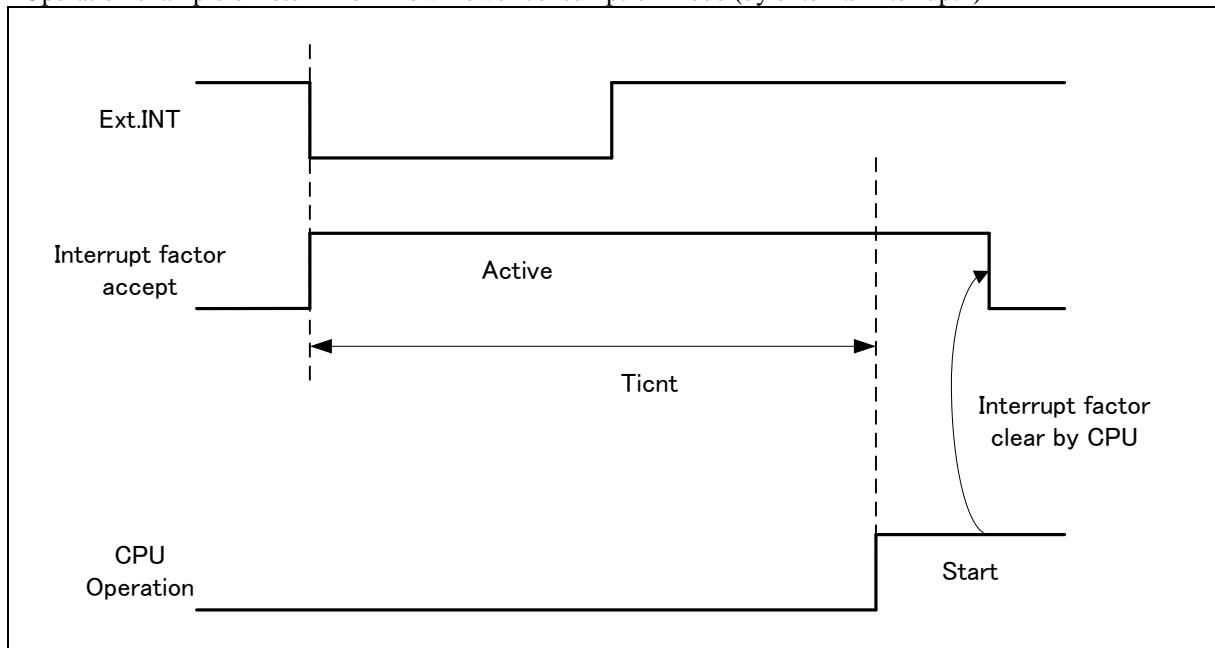 Ext.INT
Interrupt factor
accept
Active
Ticnt
Interrupt factor
clear by CPU
CPU
Operation
Start